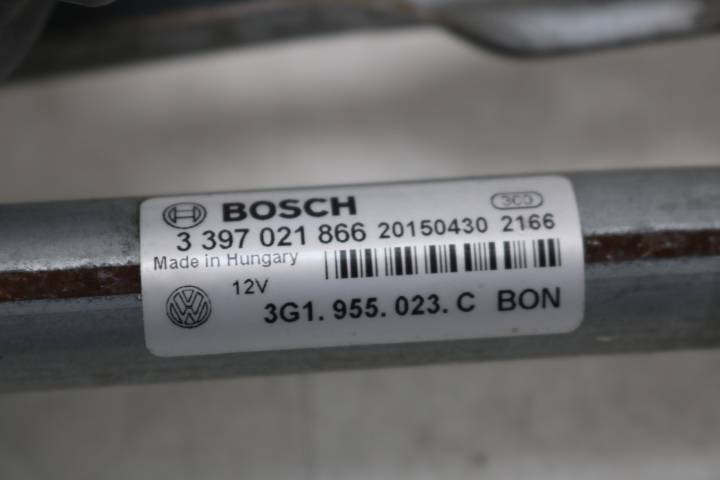 BOSCH 3C0
3 397 021 866 20150430 2166
Made in Hungary
12V
3G1. 955. 023. C BON